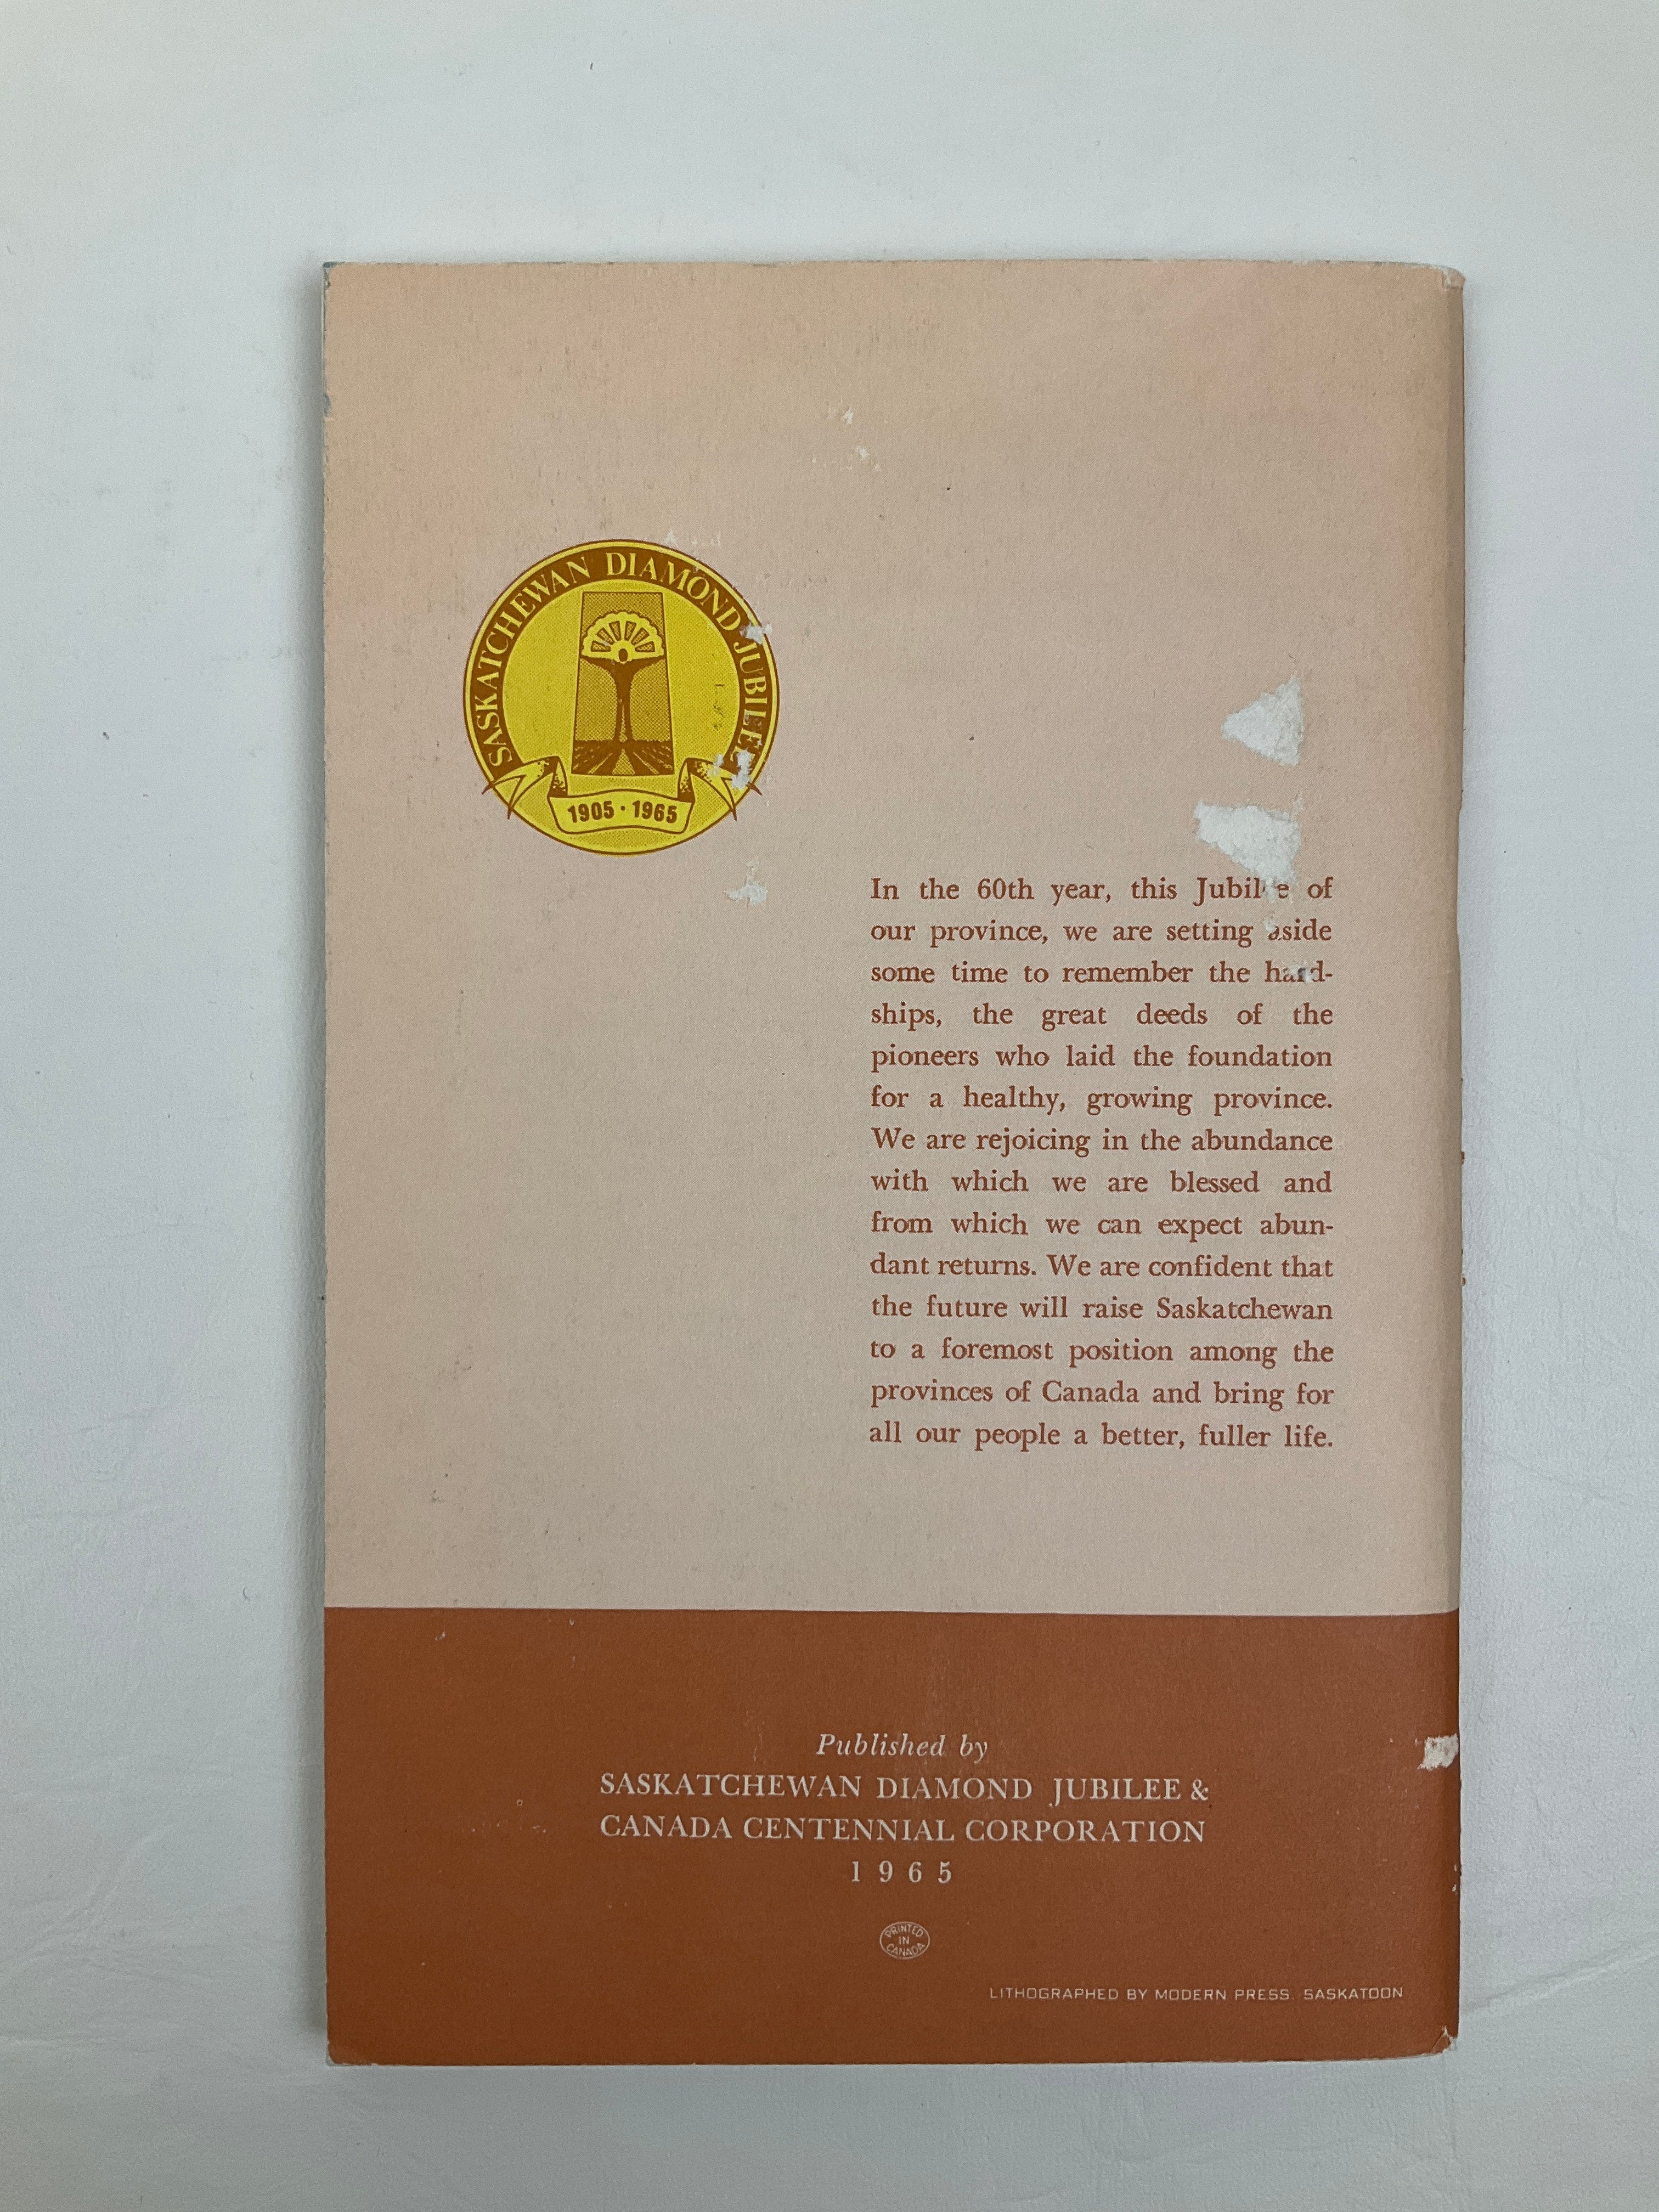 SASKATCHEWAN DIAMOND JUBILEE
1905 · 1965
In the 60th year, this Jubilee of
our province, we are setting aside
some time to remember the hard-
ships, the great deeds of the
pioneers who laid the foundation
for a healthy, growing province.
We are rejoicing in the abundance
with which we are blessed and
from which we can expect abun-
dant returns. We are confident that
the future will raise Saskatchewan
to a foremost position among the
provinces of Canada and bring for
all our people a better, fuller life.
Published by
SASKATCHEWAN DIAMOND JUBILEE &
CANADA CENTENNIAL CORPORATION
1965
PRINTED
IN
CANADA
LITHOGRAPHED BY MODERN PRESS, SASKATOON